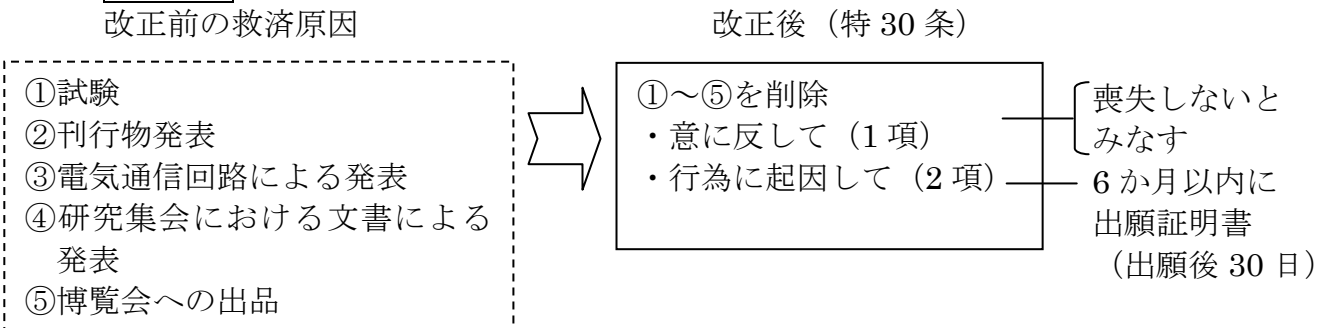 改正前の救済原因
①試験
②刊行物発表
③電気通信回路による発表
④研究集会における文書による
発表
⑤博覧会への出品
改正後（特 30 条）
①～⑤を削除
・意に反して（1 項）
・行為に起因して（2 項）
喪失しないと
みなす
6 か月以内に
出願証明書
（出願後 30 日）